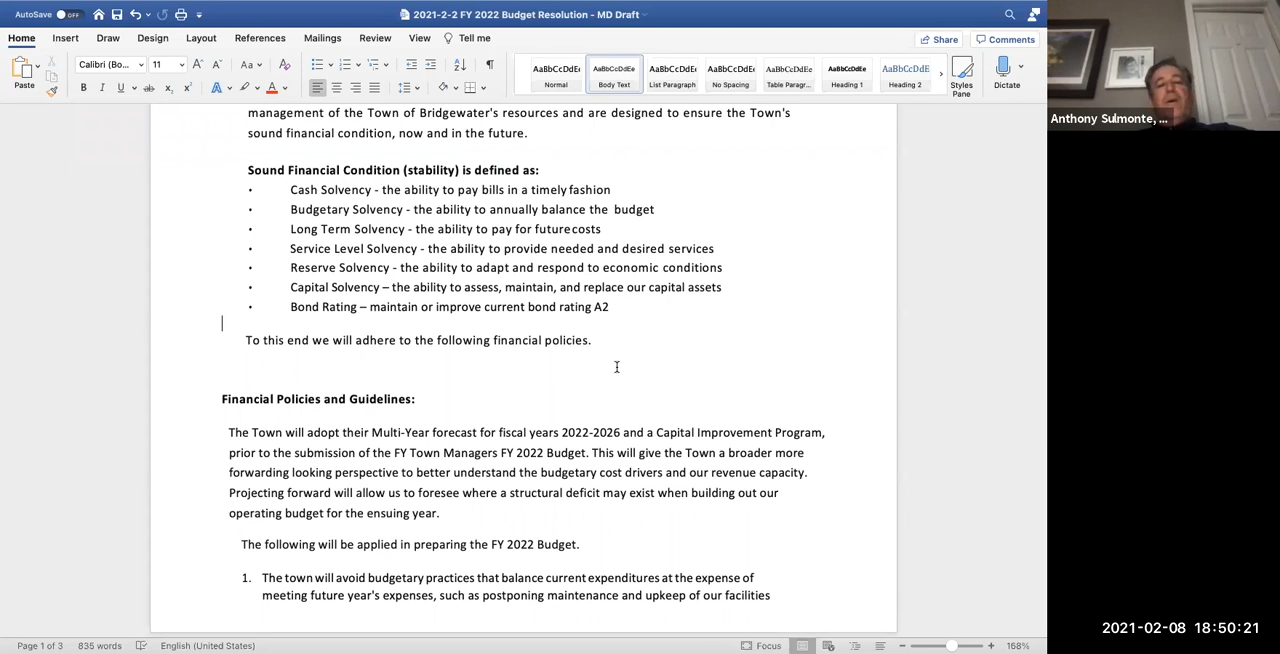 AutoSave OFF 2021-2-2 FY 2022 Budget Resolution - MD Draft
Home Insert Draw Design Layout References Mailings Review View Tell me Share Comments
Calibri (Bo... 11 A A Aa
Paste B I U ab x₂ x² A A
AaBbCcDdEe AaBbCcDdEe AaBbCcDdEe AaBbCcDdEe AaBbCcDdEe AaBbCcDdEe AaBbCcDdE
Normal Body Text List Paragraph No Spacing Table Paragr... Heading 1 Heading 2 Styles Pane Dictate
Anthony Sulmonte, ...
management of the Town of Bridgewater's resources and are designed to ensure the Town's
sound financial condition, now and in the future.
Sound Financial Condition (stability) is defined as:
• Cash Solvency - the ability to pay bills in a timely fashion
• Budgetary Solvency - the ability to annually balance the budget
• Long Term Solvency - the ability to pay for future costs
• Service Level Solvency - the ability to provide needed and desired services
• Reserve Solvency - the ability to adapt and respond to economic conditions
• Capital Solvency – the ability to assess, maintain, and replace our capital assets
• Bond Rating – maintain or improve current bond rating A2
To this end we will adhere to the following financial policies.
Financial Policies and Guidelines:
The Town will adopt their Multi-Year forecast for fiscal years 2022-2026 and a Capital Improvement Program,
prior to the submission of the FY Town Managers FY 2022 Budget. This will give the Town a broader more
forwarding looking perspective to better understand the budgetary cost drivers and our revenue capacity.
Projecting forward will allow us to foresee where a structural deficit may exist when building out our
operating budget for the ensuing year.
The following will be applied in preparing the FY 2022 Budget.
1. The town will avoid budgetary practices that balance current expenditures at the expense of
meeting future year's expenses, such as postponing maintenance and upkeep of our facilities
2021-02-08 18:50:21
Page 1 of 3 835 words English (United States) Focus 168%